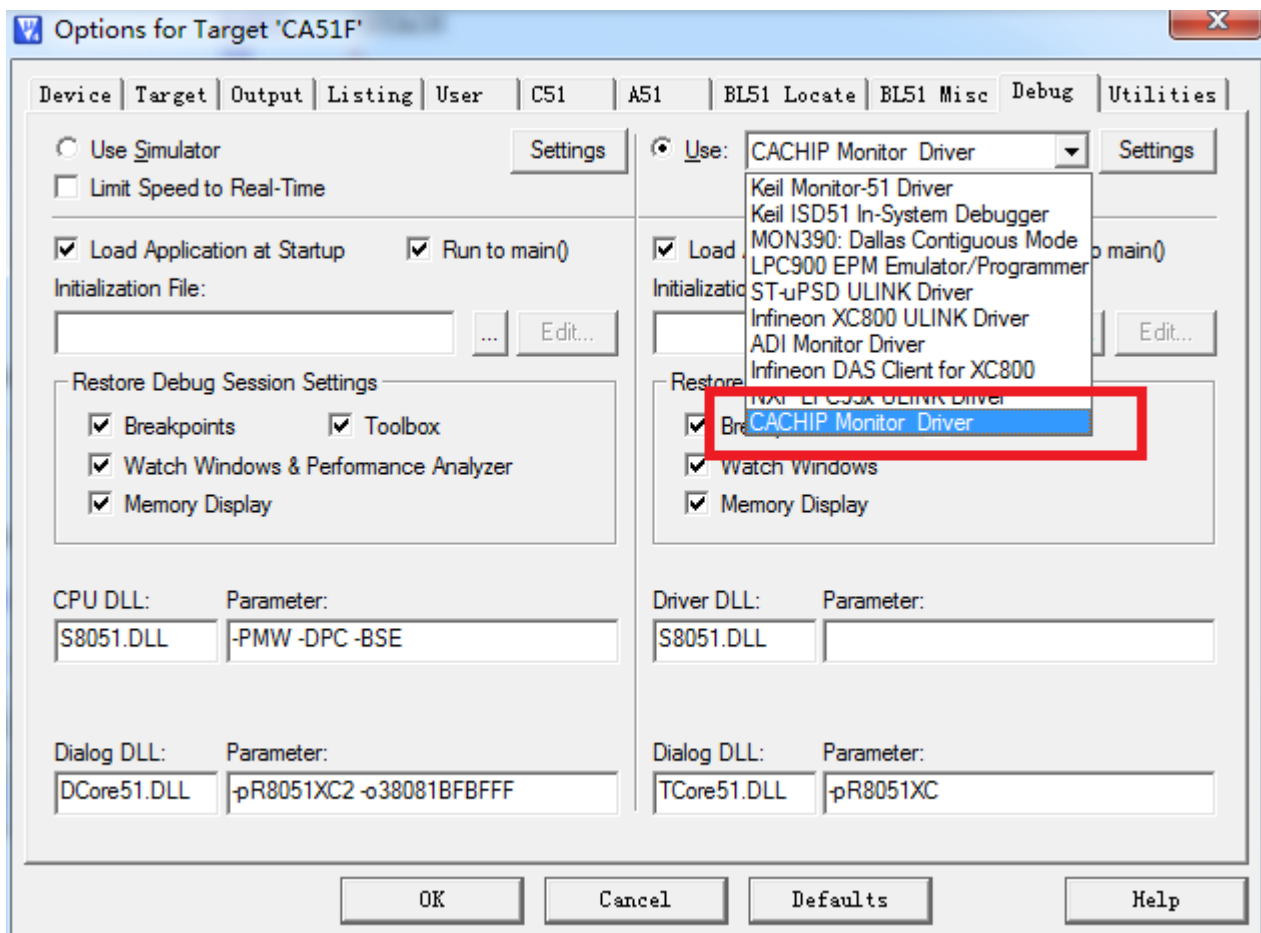 Options for Target 'CA51F'
Device Target Output Listing User C51 A51 BL51 Locate BL51 Misc Debug Utilities
Use Simulator Settings
Limit Speed to Real-Time
Use: CACHIP Monitor Driver Settings
Keil Monitor-51 Driver
Keil ISD51 In-System Debugger
MON390: Dallas Contiguous Mode
LPC900 EPM Emulator/Programmer
ST-uPSD ULINK Driver
Infineon XC800 ULINK Driver
ADI Monitor Driver
Infineon DAS Client for XC800
NXP LPC95x ULINK Driver
CACHIP Monitor Driver
Load Application at Startup Run to main()
Initialization File:
... Edit...
Restore Debug Session Settings
Breakpoints Toolbox
Watch Windows & Performance Analyzer
Memory Display
Load main()
Edit...
Restore
Watch Windows
Memory Display
CPU DLL: Parameter:
S8051.DLL -PMW -DPC -BSE
Driver DLL: Parameter:
S8051.DLL
Dialog DLL: Parameter:
DCore51.DLL -pR8051XC2 -o38081BFBFFF
Dialog DLL: Parameter:
TCore51.DLL -pR8051XC
OK Cancel Defaults Help